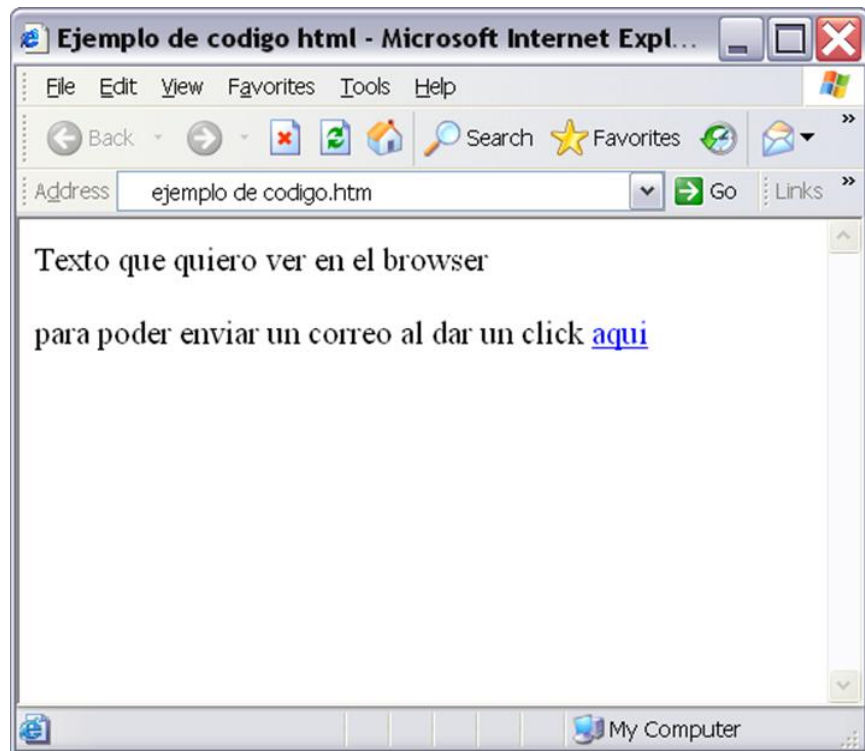 Ejemplo de codigo html - Microsoft Internet Expl...
File Edit View Favorites Tools Help
Back Search Favorites »
Address ejemplo de codigo.htm Go Links »
Texto que quiero ver en el browser
para poder enviar un correo al dar un click aqui
My Computer